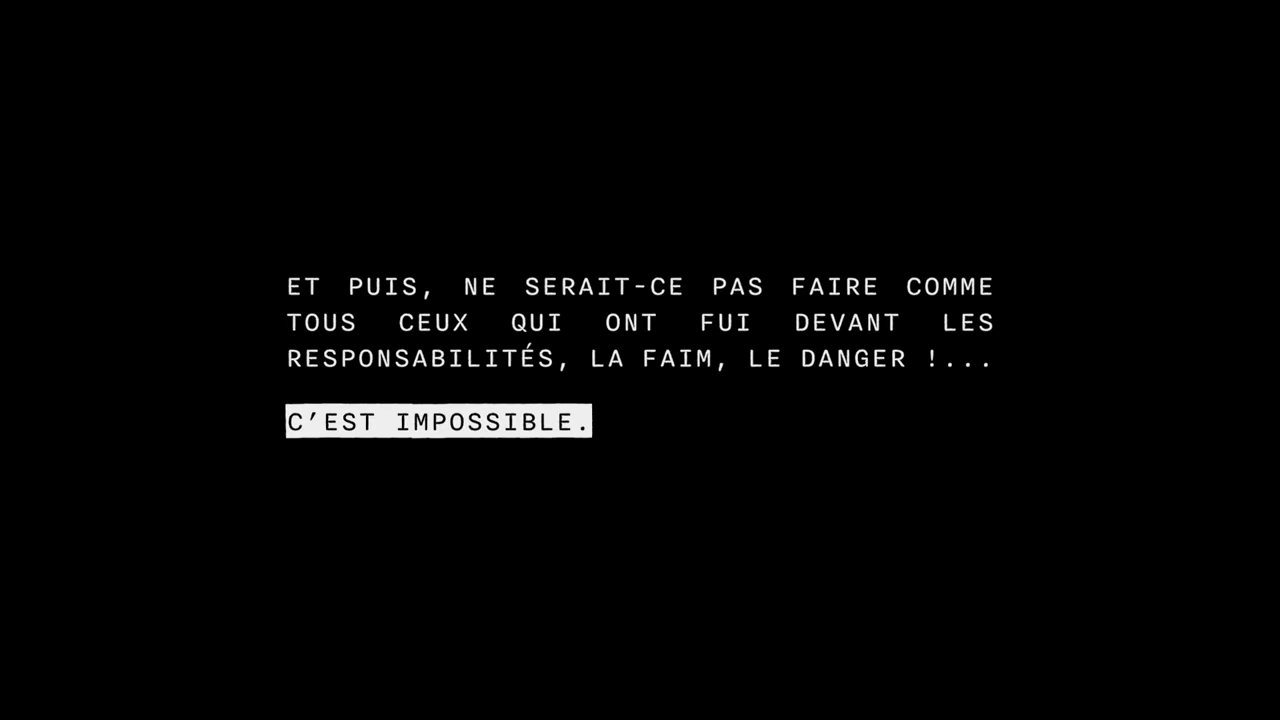 ET PUIS, NE SERAIT-CE PAS FAIRE COMME
TOUS CEUX QUI ONT FUI DEVANT LES
RESPONSABILITÉS, LA FAIM, LE DANGER !...
C’EST IMPOSSIBLE.